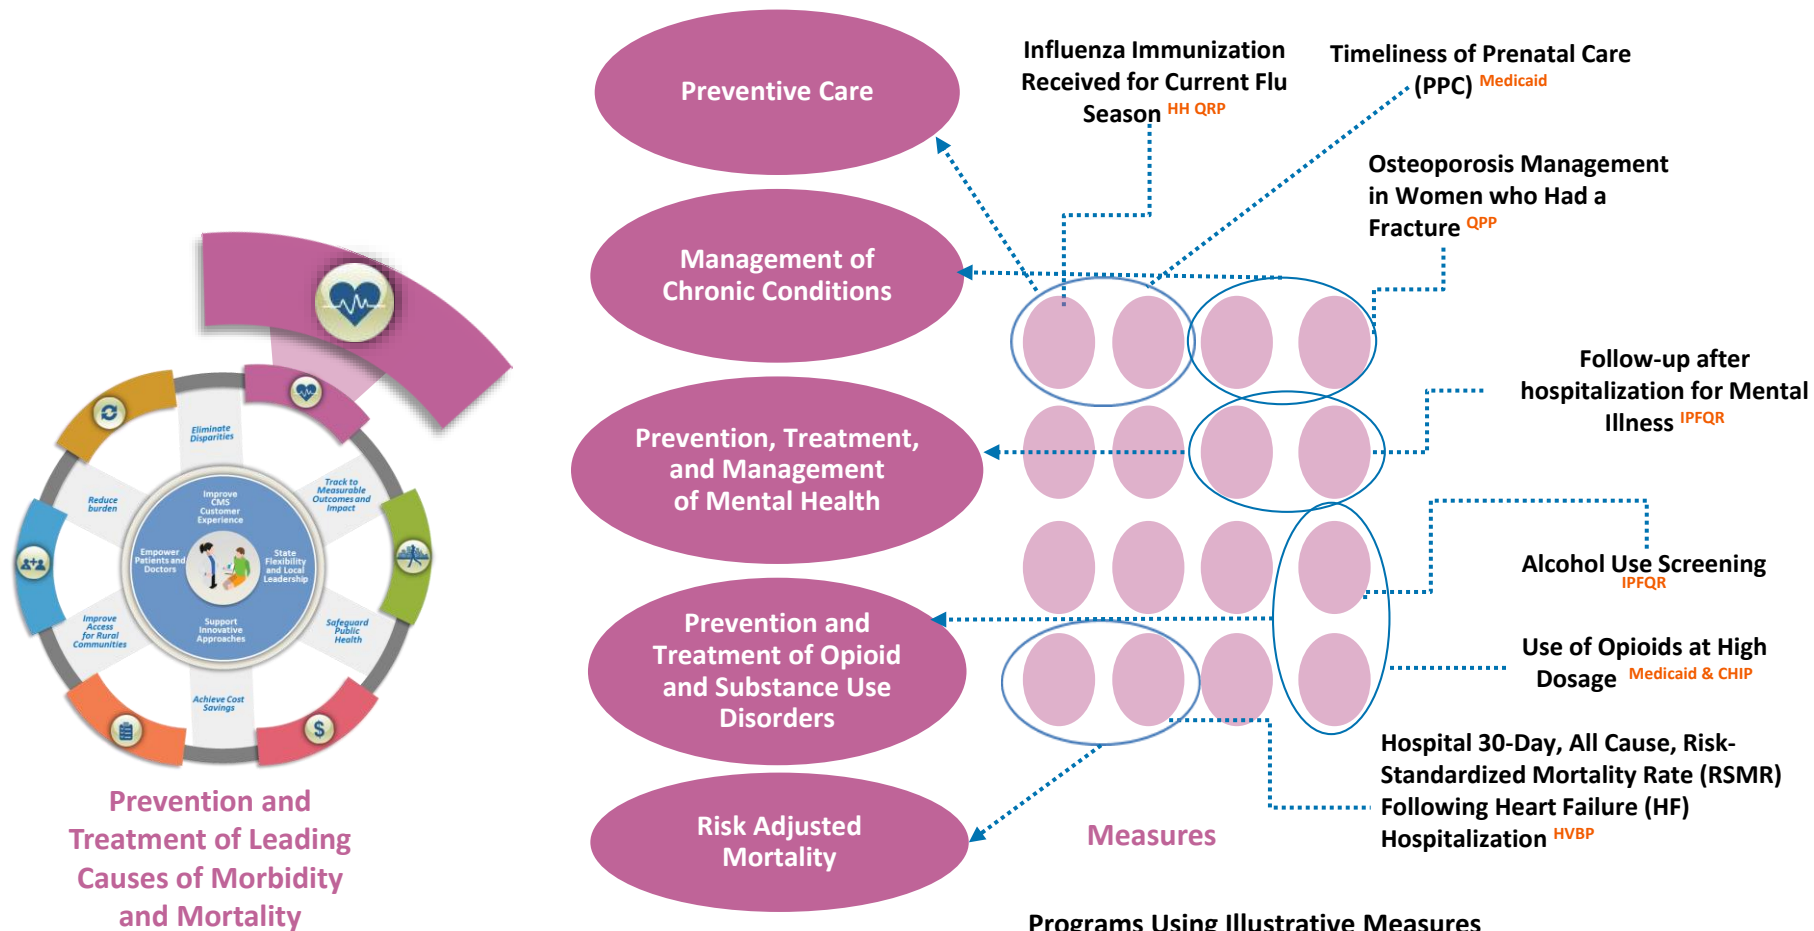 Preventive Care
Management of
Chronic Conditions
Prevention, Treatment,
and Management
of Mental Health
Prevention and
Treatment of Opioid
and Substance Use
Disorders
Risk Adjusted
Mortality
Influenza Immunization
Received for Current Flu
Season HH QRP
Timeliness of Prenatal Care
(PPC) Medicaid
Osteoporosis Management
in Women who Had a
Fracture QPP
Follow-up after
hospitalization for Mental
Illness IPFQR
Alcohol Use Screening
IPFQR
Use of Opioids at High
Dosage Medicaid & CHIP
Hospital 30-Day, All Cause, Risk-
Standardized Mortality Rate (RSMR)
Following Heart Failure (HF)
Hospitalization HVBP
Measures
Programs Using Illustrative Measures
Eliminate
Disparities
Track to
Measurable
Outcomes and
Impact
Safeguard
Public
Health
Achieve Cost
Savings
Improve
Access
for Rural
Communities
Reduce
burden
Improve
CMS
Customer
Experience
State
Flexibility
and Local
Leadership
Support
Innovative
Approaches
Empower
Patients and
Doctors
$
Prevention and
Treatment of Leading
Causes of Morbidity
and Mortality